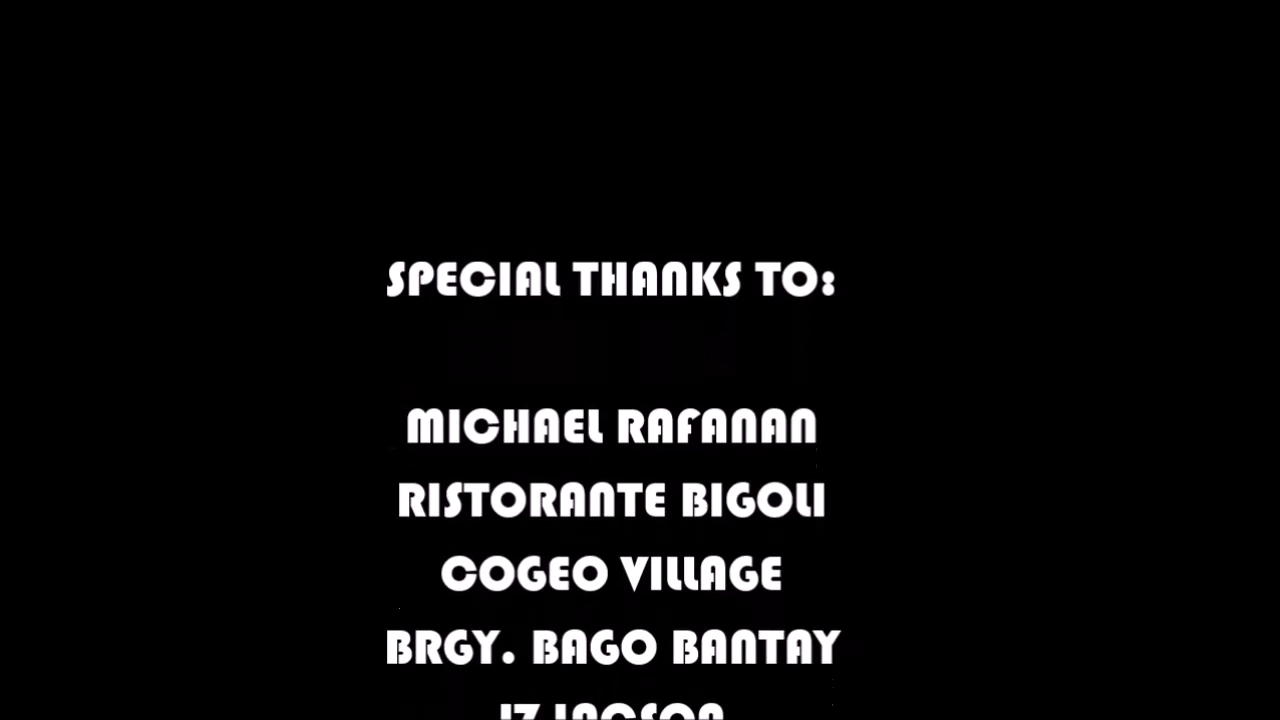 SPECIAL THANKS TO:
MICHAEL RAFANAN
RISTORANTE BIGOLI
COGEO VILLAGE
BRGY. BAGO BANTAY